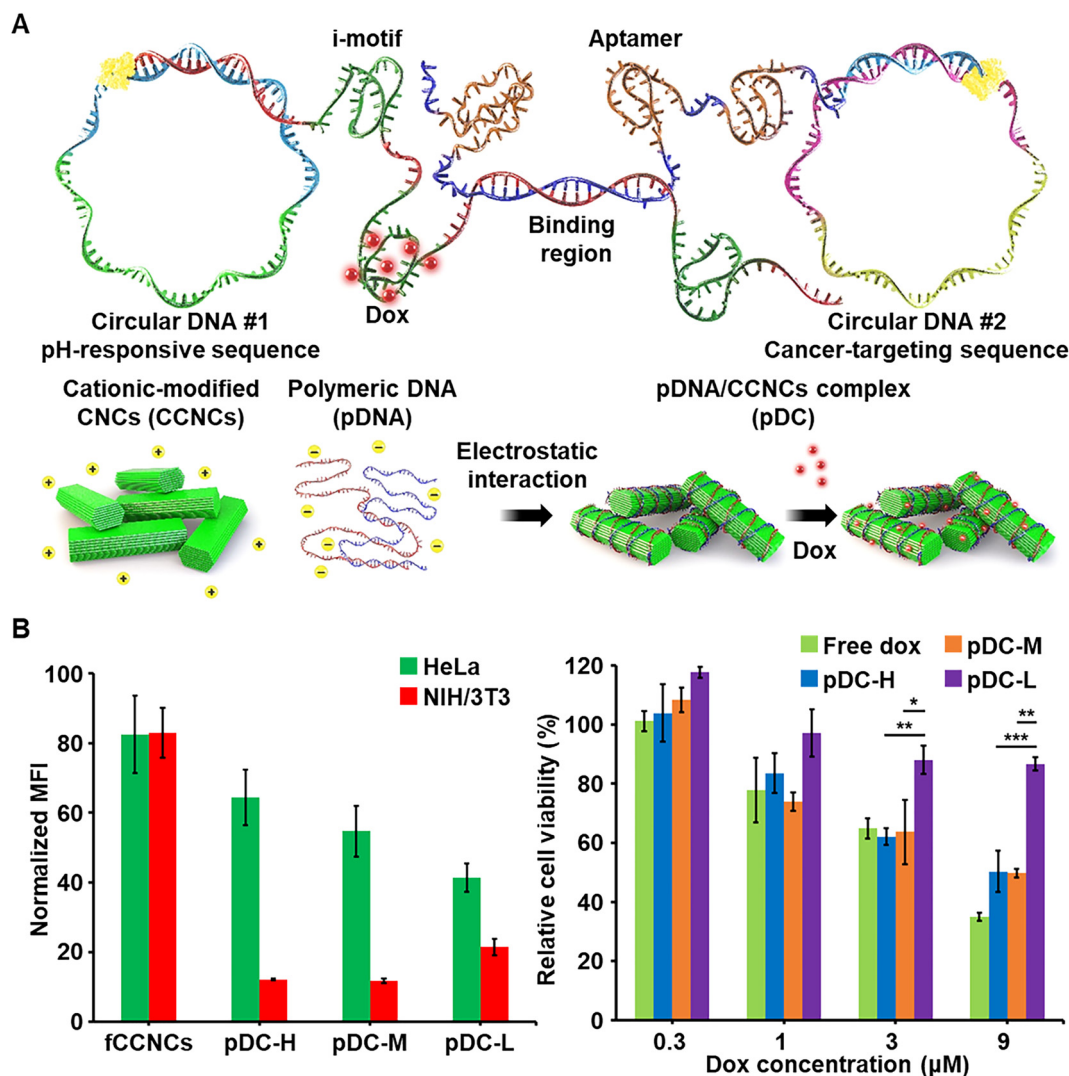 A
i-motif
Aptamer
Binding
region
Dox
Circular DNA #1
pH-responsive sequence
Circular DNA #2
Cancer-targeting sequence
Cationic-modified
CNCs (CCNCs)
Polymeric DNA
(pDNA)
Electrostatic
interaction
pDNA/CCNCs complex
(pDC)
Dox
+
+
+
+
+
+
+
+
+
−
−
−
−
−
−
B
Normalized MFI
100
80
60
40
20
0
HeLa
NIH/3T3
fCCNCs
pDC-H
pDC-M
pDC-L
Relative cell viability (%)
120
100
80
60
40
20
0
Free dox
pDC-M
pDC-H
pDC-L
*
**
**
***
0.3
1
3
9
Dox concentration (μM)